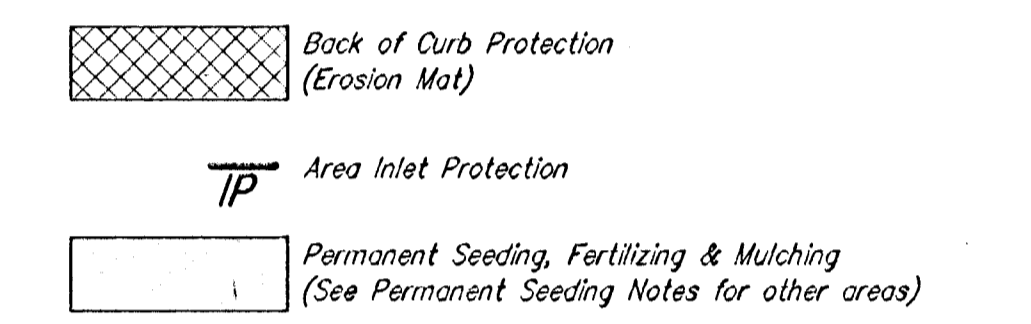 Back of Curb Protection
(Erosion Mat)
IP Area Inlet Protection
Permanent Seeding, Fertilizing & Mulching
(See Permanent Seeding Notes for other areas)